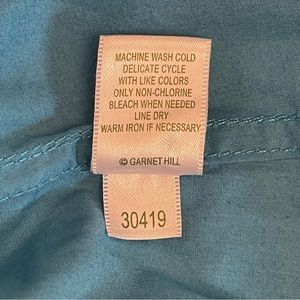 MACHINE WASH COLD
DELICATE CYCLE
WITH LIKE COLORS
ONLY NON-CHLORINE
BLEACH WHEN NEEDED
LINE DRY
WARM IRON IF NECESSARY
© GARNET HILL
30419